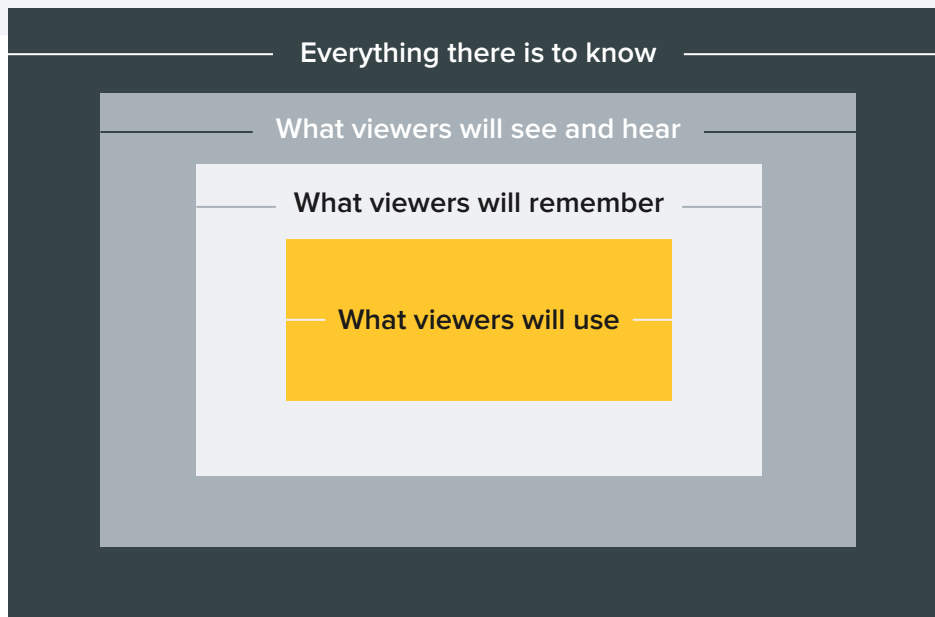 Everything there is to know
What viewers will see and hear
What viewers will remember
What viewers will use